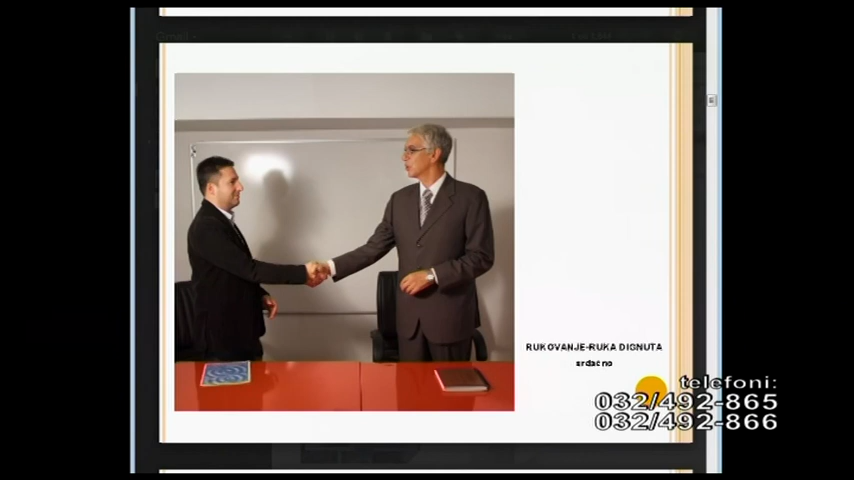 RUKOVANJE-RUKA DIGNUTA
srdačno
telefoni:
032/492-865
032/492-866